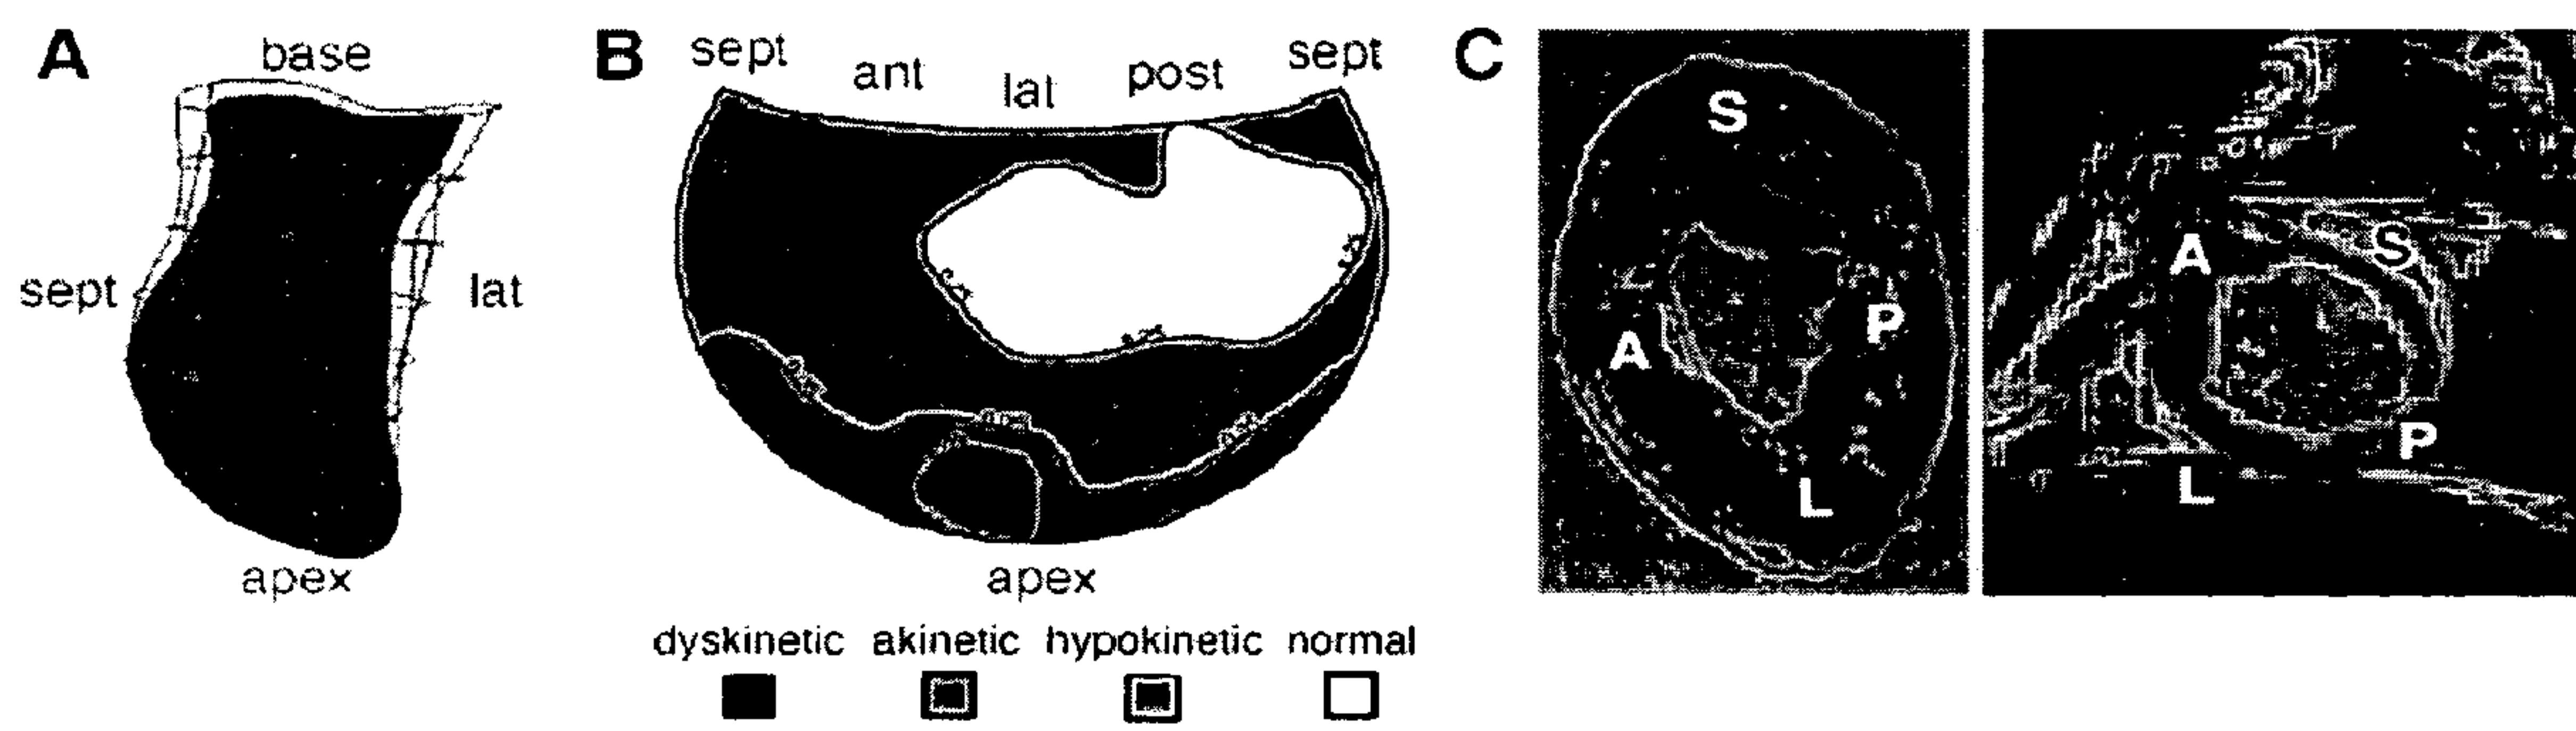 A
base
sept
lat
apex
B
sept
ant
lat
post
sept
apex
dyskinetic akinetic hypokinetic normal
C
S
A
P
L
A
S
P
L